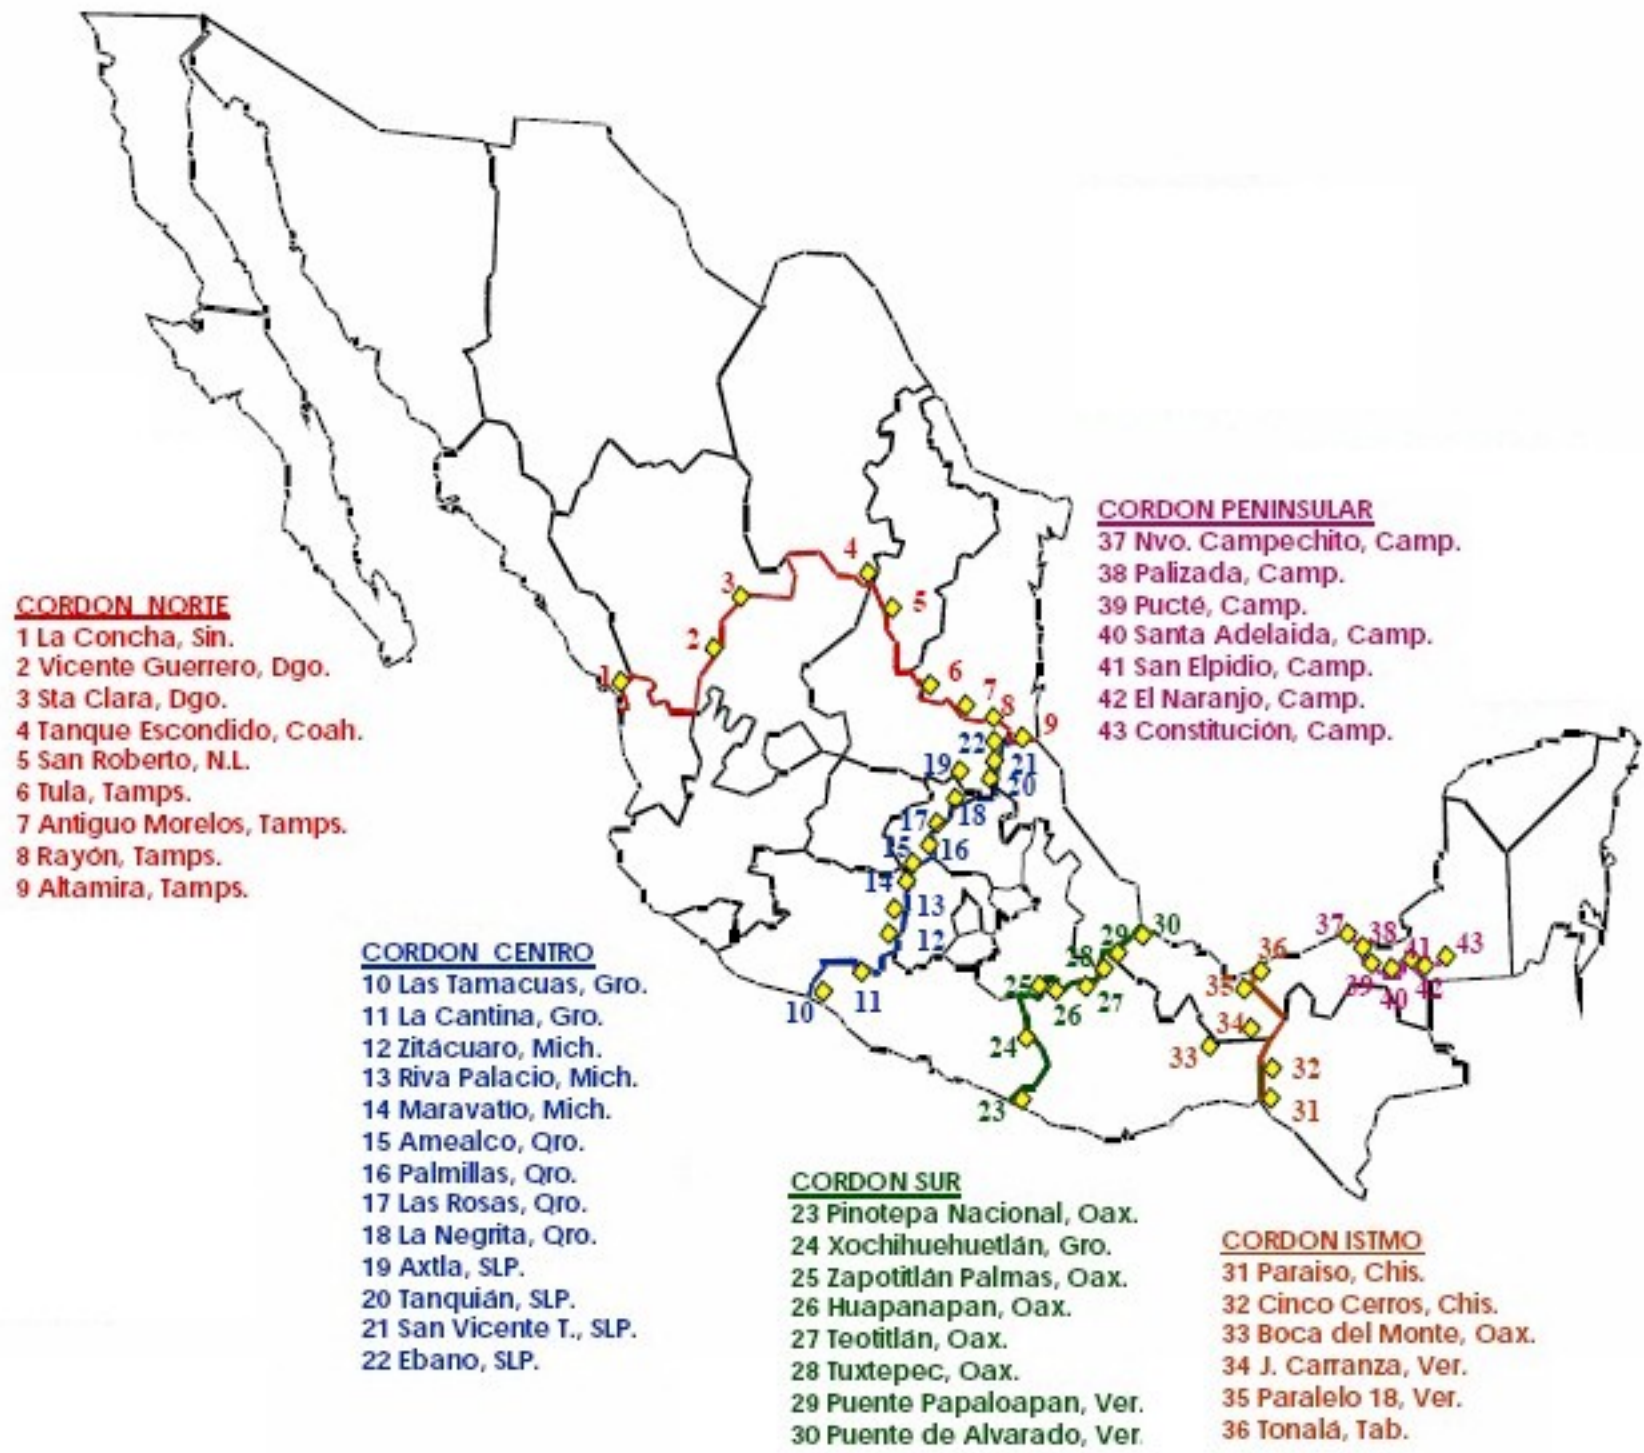 CORDON NORTE
1 La Concha, Sin.
2 Vicente Guerrero, Dgo.
3 Sta Clara, Dgo.
4 Tanque Escondido, Coah.
5 San Roberto, N.L.
6 Tula, Tamps.
7 Antiguo Morelos, Tamps.
8 Rayón, Tamps.
9 Altamira, Tamps.
CORDON CENTRO
10 Las Tamacuas, Gro.
11 La Cantina, Gro.
12 Zitácuaro, Mich.
13 Riva Palacio, Mich.
14 Maravatío, Mich.
15 Amealco, Qro.
16 Palmillas, Qro.
17 Las Rosas, Qro.
18 La Negrita, Qro.
19 Axtla, SLP.
20 Tanquián, SLP.
21 San Vicente T., SLP.
22 Ebano, SLP.
CORDON SUR
23 Pinotepa Nacional, Oax.
24 Xochihuehuetlán, Gro.
25 Zapotitlán Palmas, Oax.
26 Huapanapan, Oax.
27 Teotitlán, Oax.
28 Tuxtepec, Oax.
29 Puente Papaloapan, Ver.
30 Puente de Alvarado, Ver
CORDON ISTMO
31 Paraiso, Chis.
32 Cinco Cerros, Chis.
33 Boca del Monte, Oax.
34 J. Carranza, Ver.
35 Paralelo 18, Ver.
36 Tonalá, Tab.
CORDON PENINSULAR
37 Nvo. Campechito, Camp.
38 Palizada, Camp.
39 Pucté, Camp.
40 Santa Adelaida, Camp.
41 San Elpidio, Camp.
42 El Naranjo, Camp.
43 Constitución, Camp.
1
2
3
4
5
6
7
8
9
10
11
12
13
14
15
16
17
18
19
20
21
22
23
24
25
26
27
28
29
30
31
32
33
34
35
36
37
38
39
40
41
42
43